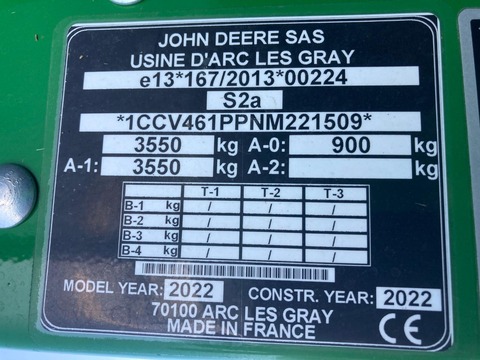 JOHN DEERE SAS
USINE D'ARC LES GRAY
e13*167/2013*00224
S2a
*1CCV461PPNM221509*
3550 kg A-0: 900 kg
A-1: 3550 kg A-2: kg
T-1 T-2 T-3
B-1 kg / / /
B-2 kg / / /
B-3 kg / / /
B-4 kg / / /
MODEL YEAR: 2022 CONSTR. YEAR: 2022
70100 ARC LES GRAY
MADE IN FRANCE CE